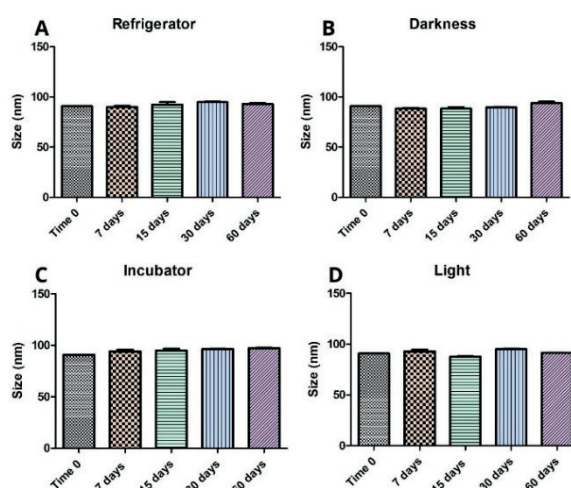 A Refrigerator
Size (nm)
150
100
50
0
Time 0
7 days
15 days
30 days
60 days
B Darkness
Size (nm)
150
100
50
0
Time 0
7 days
15 days
30 days
60 days
C Incubator
Size (nm)
150
100
50
0
Time 0
7 days
15 days
30 days
60 days
D Light
Size (nm)
150
100
50
0
Time 0
7 days
15 days
30 days
60 days